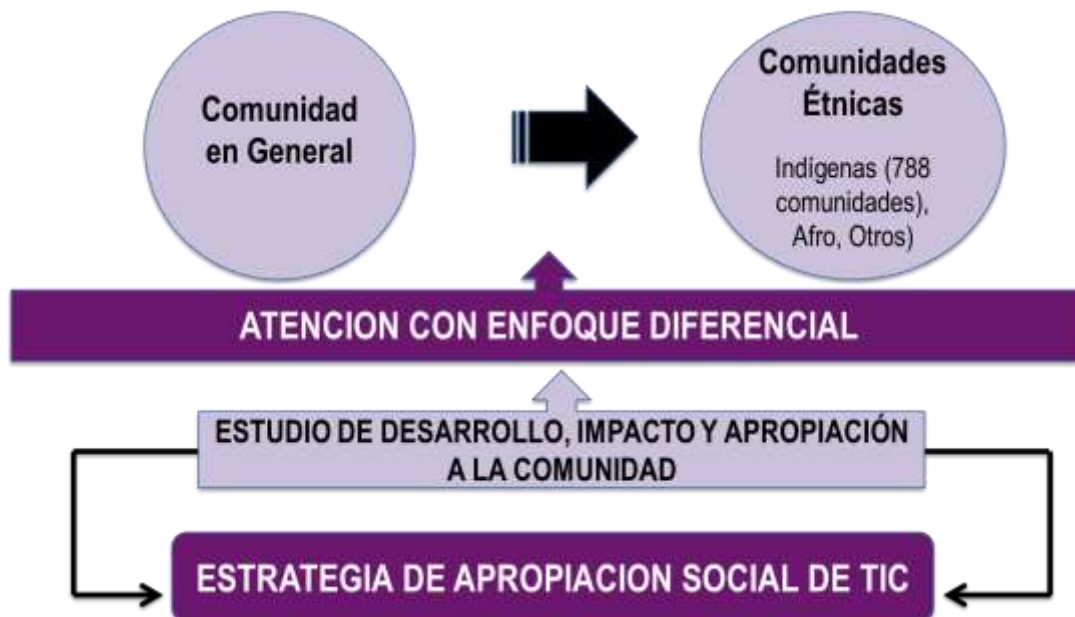 Comunidad
en General
Comunidades
Étnicas
Indígenas (788
comunidades),
Afro, Otros)
ATENCION CON ENFOQUE DIFERENCIAL
ESTUDIO DE DESARROLLO, IMPACTO Y APROPIACIÓN
A LA COMUNIDAD
ESTRATEGIA DE APROPIACION SOCIAL DE TIC